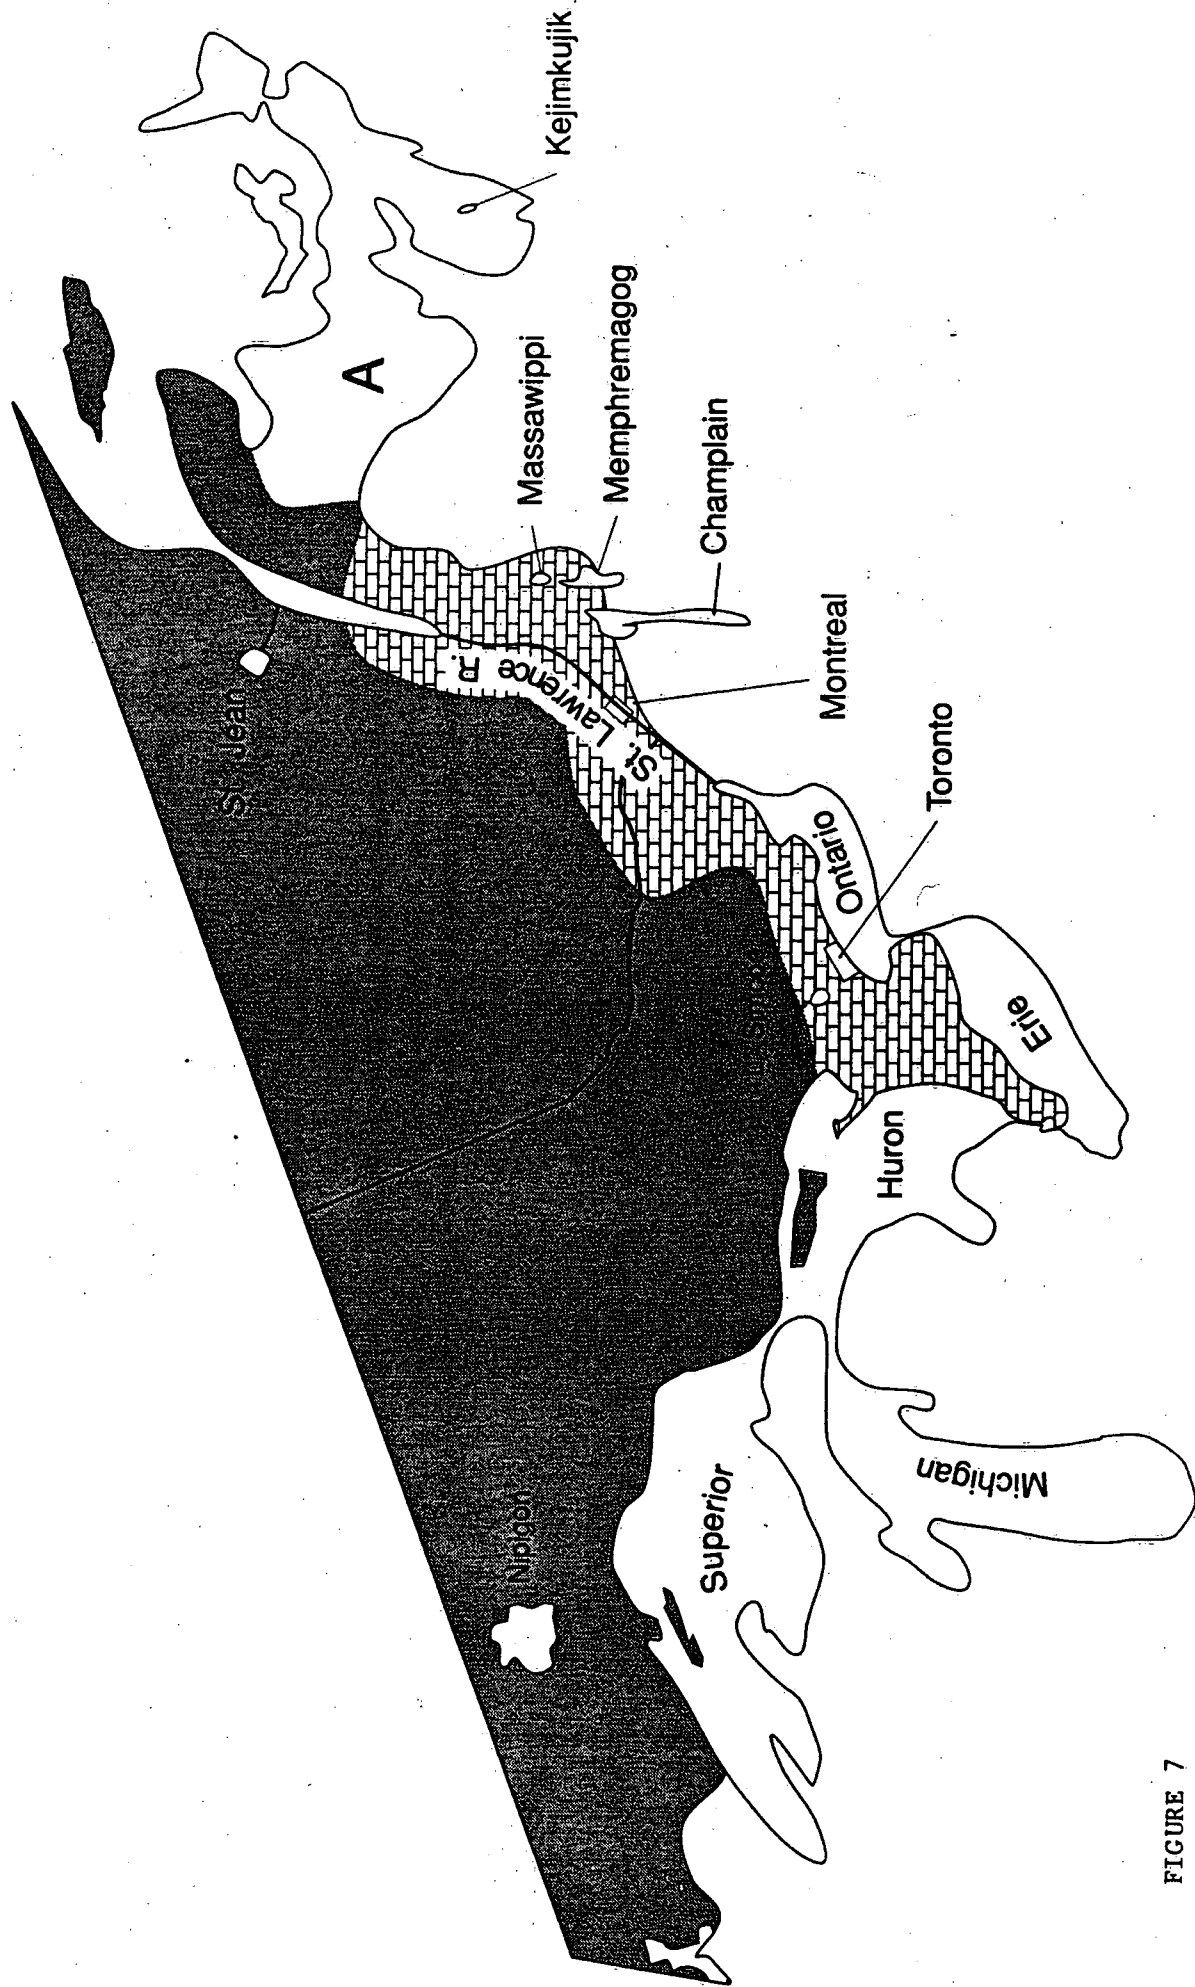 St. Jean
Nipigon
A
Kejimkujik
Massawippi
Memphremagog
Champlain
St. Lawrence R.
Montreal
Toronto
Ontario
Erie
Huron
Superior
Michigan
FIGURE 7